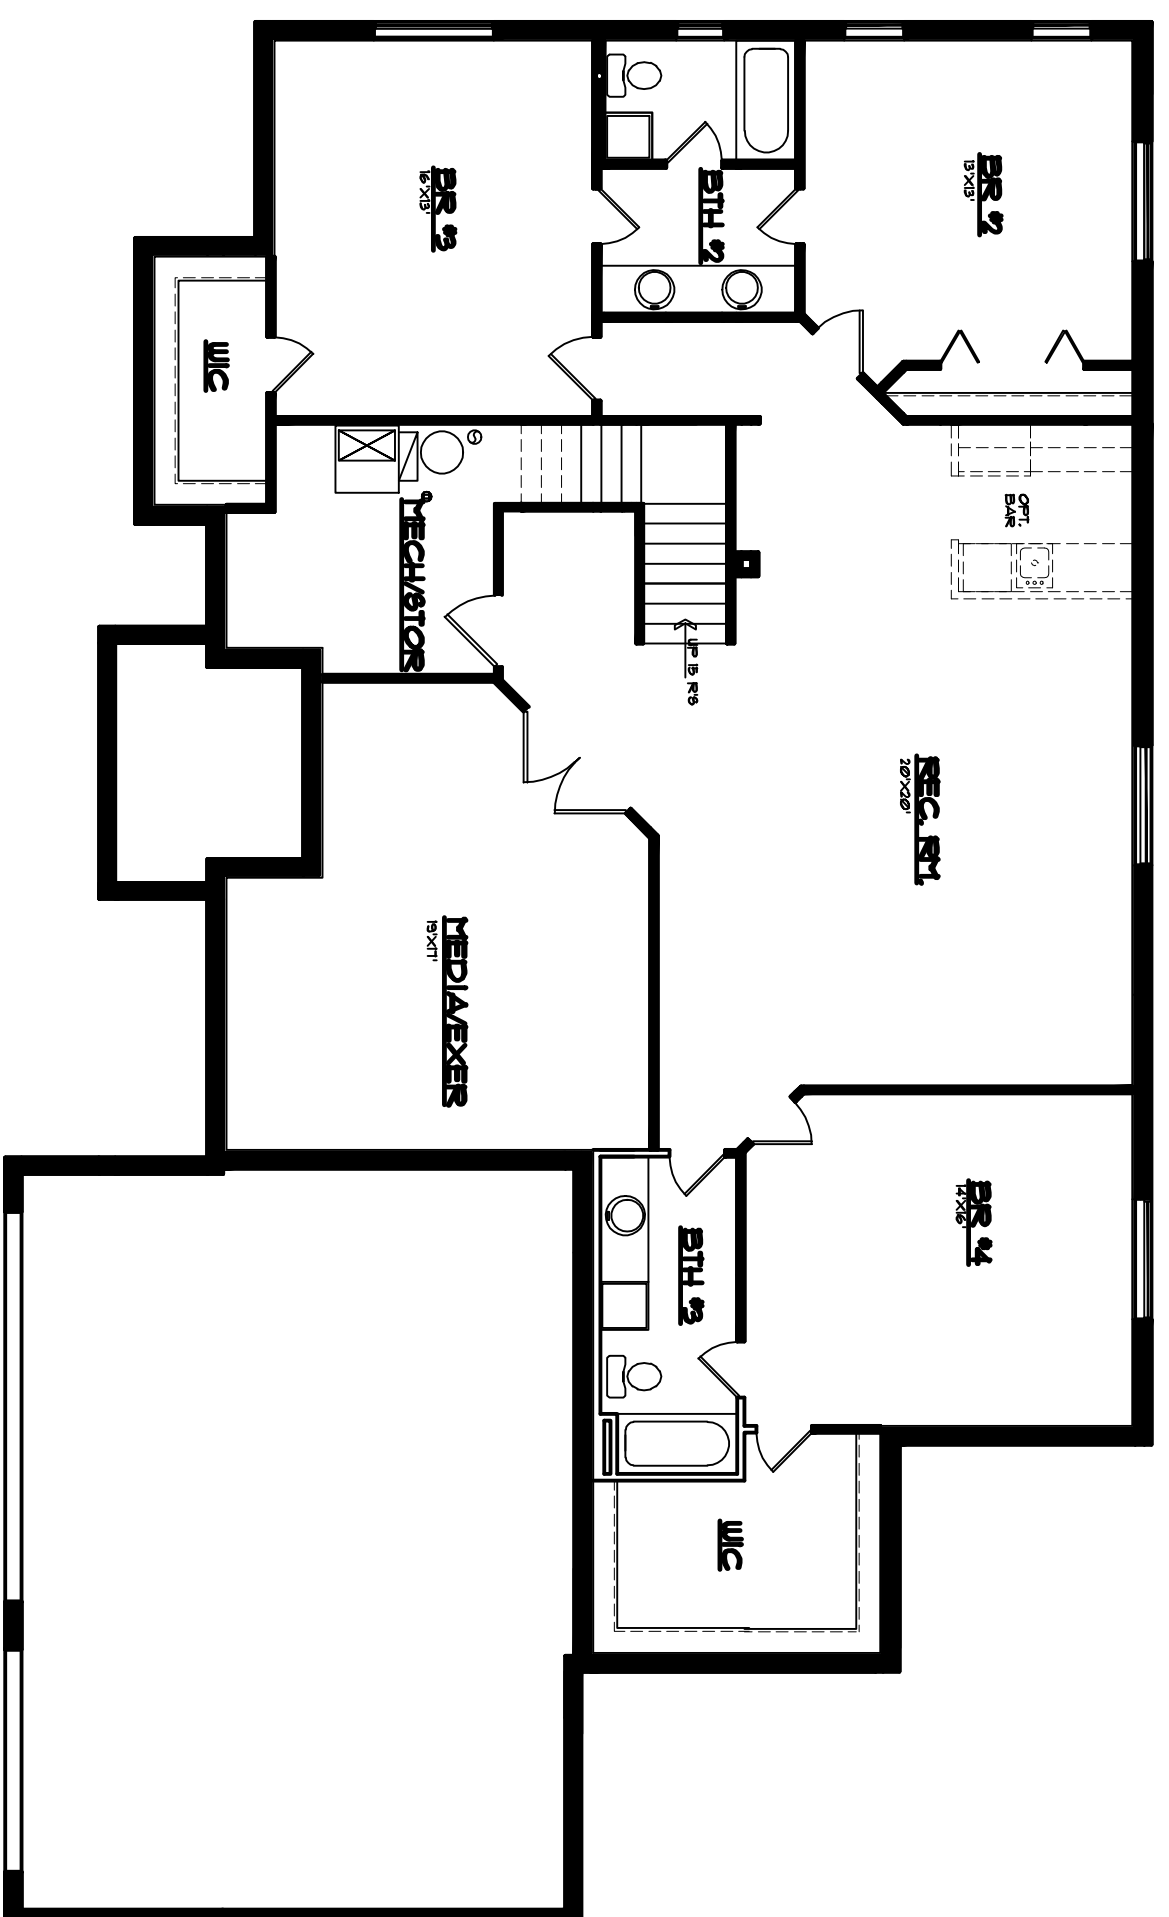 BR #2
13'X13'
BTH #2
BR #3
16'X13'
WIC
OPT.
BAR
MECH/STOR
UP 15 R'S
REC. RM.
20'X20'
MEDIA/EXER
19'X17'
BR #4
14'X16'
BTH #3
WIC